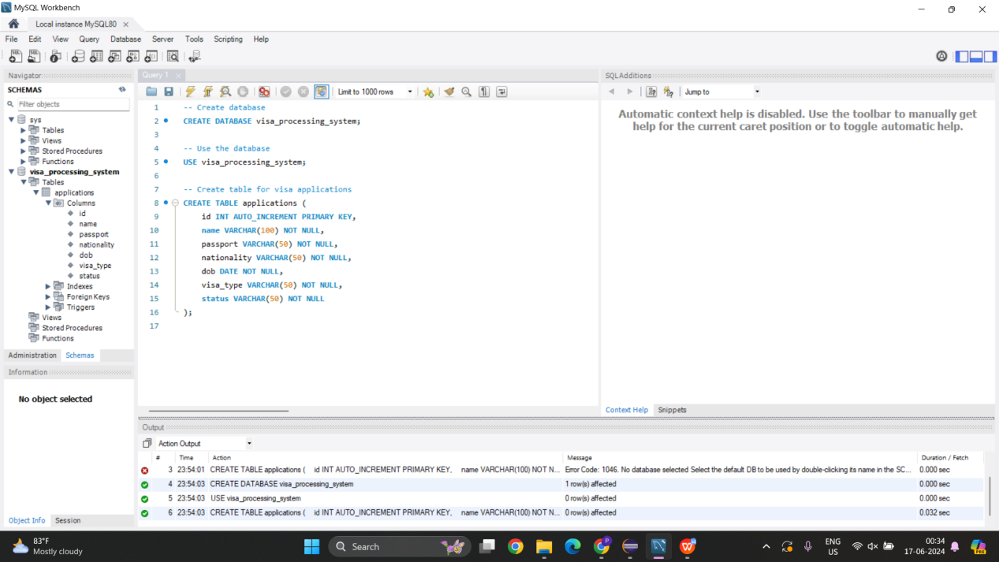 MySQL Workbench
Local instance MySQL80
File Edit View Query Database Server Tools Scripting Help
Navigator
SCHEMAS
Filter objects
sys
Tables
Views
Stored Procedures
Functions
visa_processing_system
Tables
applications
Columns
id
name
passport
nationality
dob
visa_type
status
Indexes
Foreign Keys
Triggers
Views
Stored Procedures
Functions
Administration Schemas
Information
No object selected
Object Info Session
Query 1
Limit to 1000 rows
1 -- Create database
2 CREATE DATABASE visa_processing_system;
3
4 -- Use the database
5 USE visa_processing_system;
6
7 -- Create table for visa applications
8 CREATE TABLE applications (
9 id INT AUTO_INCREMENT PRIMARY KEY,
10 name VARCHAR(100) NOT NULL,
11 passport VARCHAR(50) NOT NULL,
12 nationality VARCHAR(50) NOT NULL,
13 dob DATE NOT NULL,
14 visa_type VARCHAR(50) NOT NULL,
15 status VARCHAR(50) NOT NULL
16 );
17
SQLAdditions
Jump to
Automatic context help is disabled. Use the toolbar to manually get
help for the current caret position or to toggle automatic help.
Context Help Snippets
Output
Action Output
# Time Action Message Duration / Fetch
3 23:54:01 CREATE TABLE applications ( id INT AUTO_INCREMENT PRIMARY KEY, name VARCHAR(100) NOT N... Error Code: 1046. No database selected Select the default DB to be used by double-clicking its name in the SC... 0.000 sec
4 23:54:03 CREATE DATABASE visa_processing_system 1 row(s) affected 0.000 sec
5 23:54:03 USE visa_processing_system 0 row(s) affected 0.000 sec
6 23:54:03 CREATE TABLE applications ( id INT AUTO_INCREMENT PRIMARY KEY, name VARCHAR(100) NOT N... 0 row(s) affected 0.032 sec
83°F
Mostly cloudy
Search
ENG
US
00:34
17-06-2024